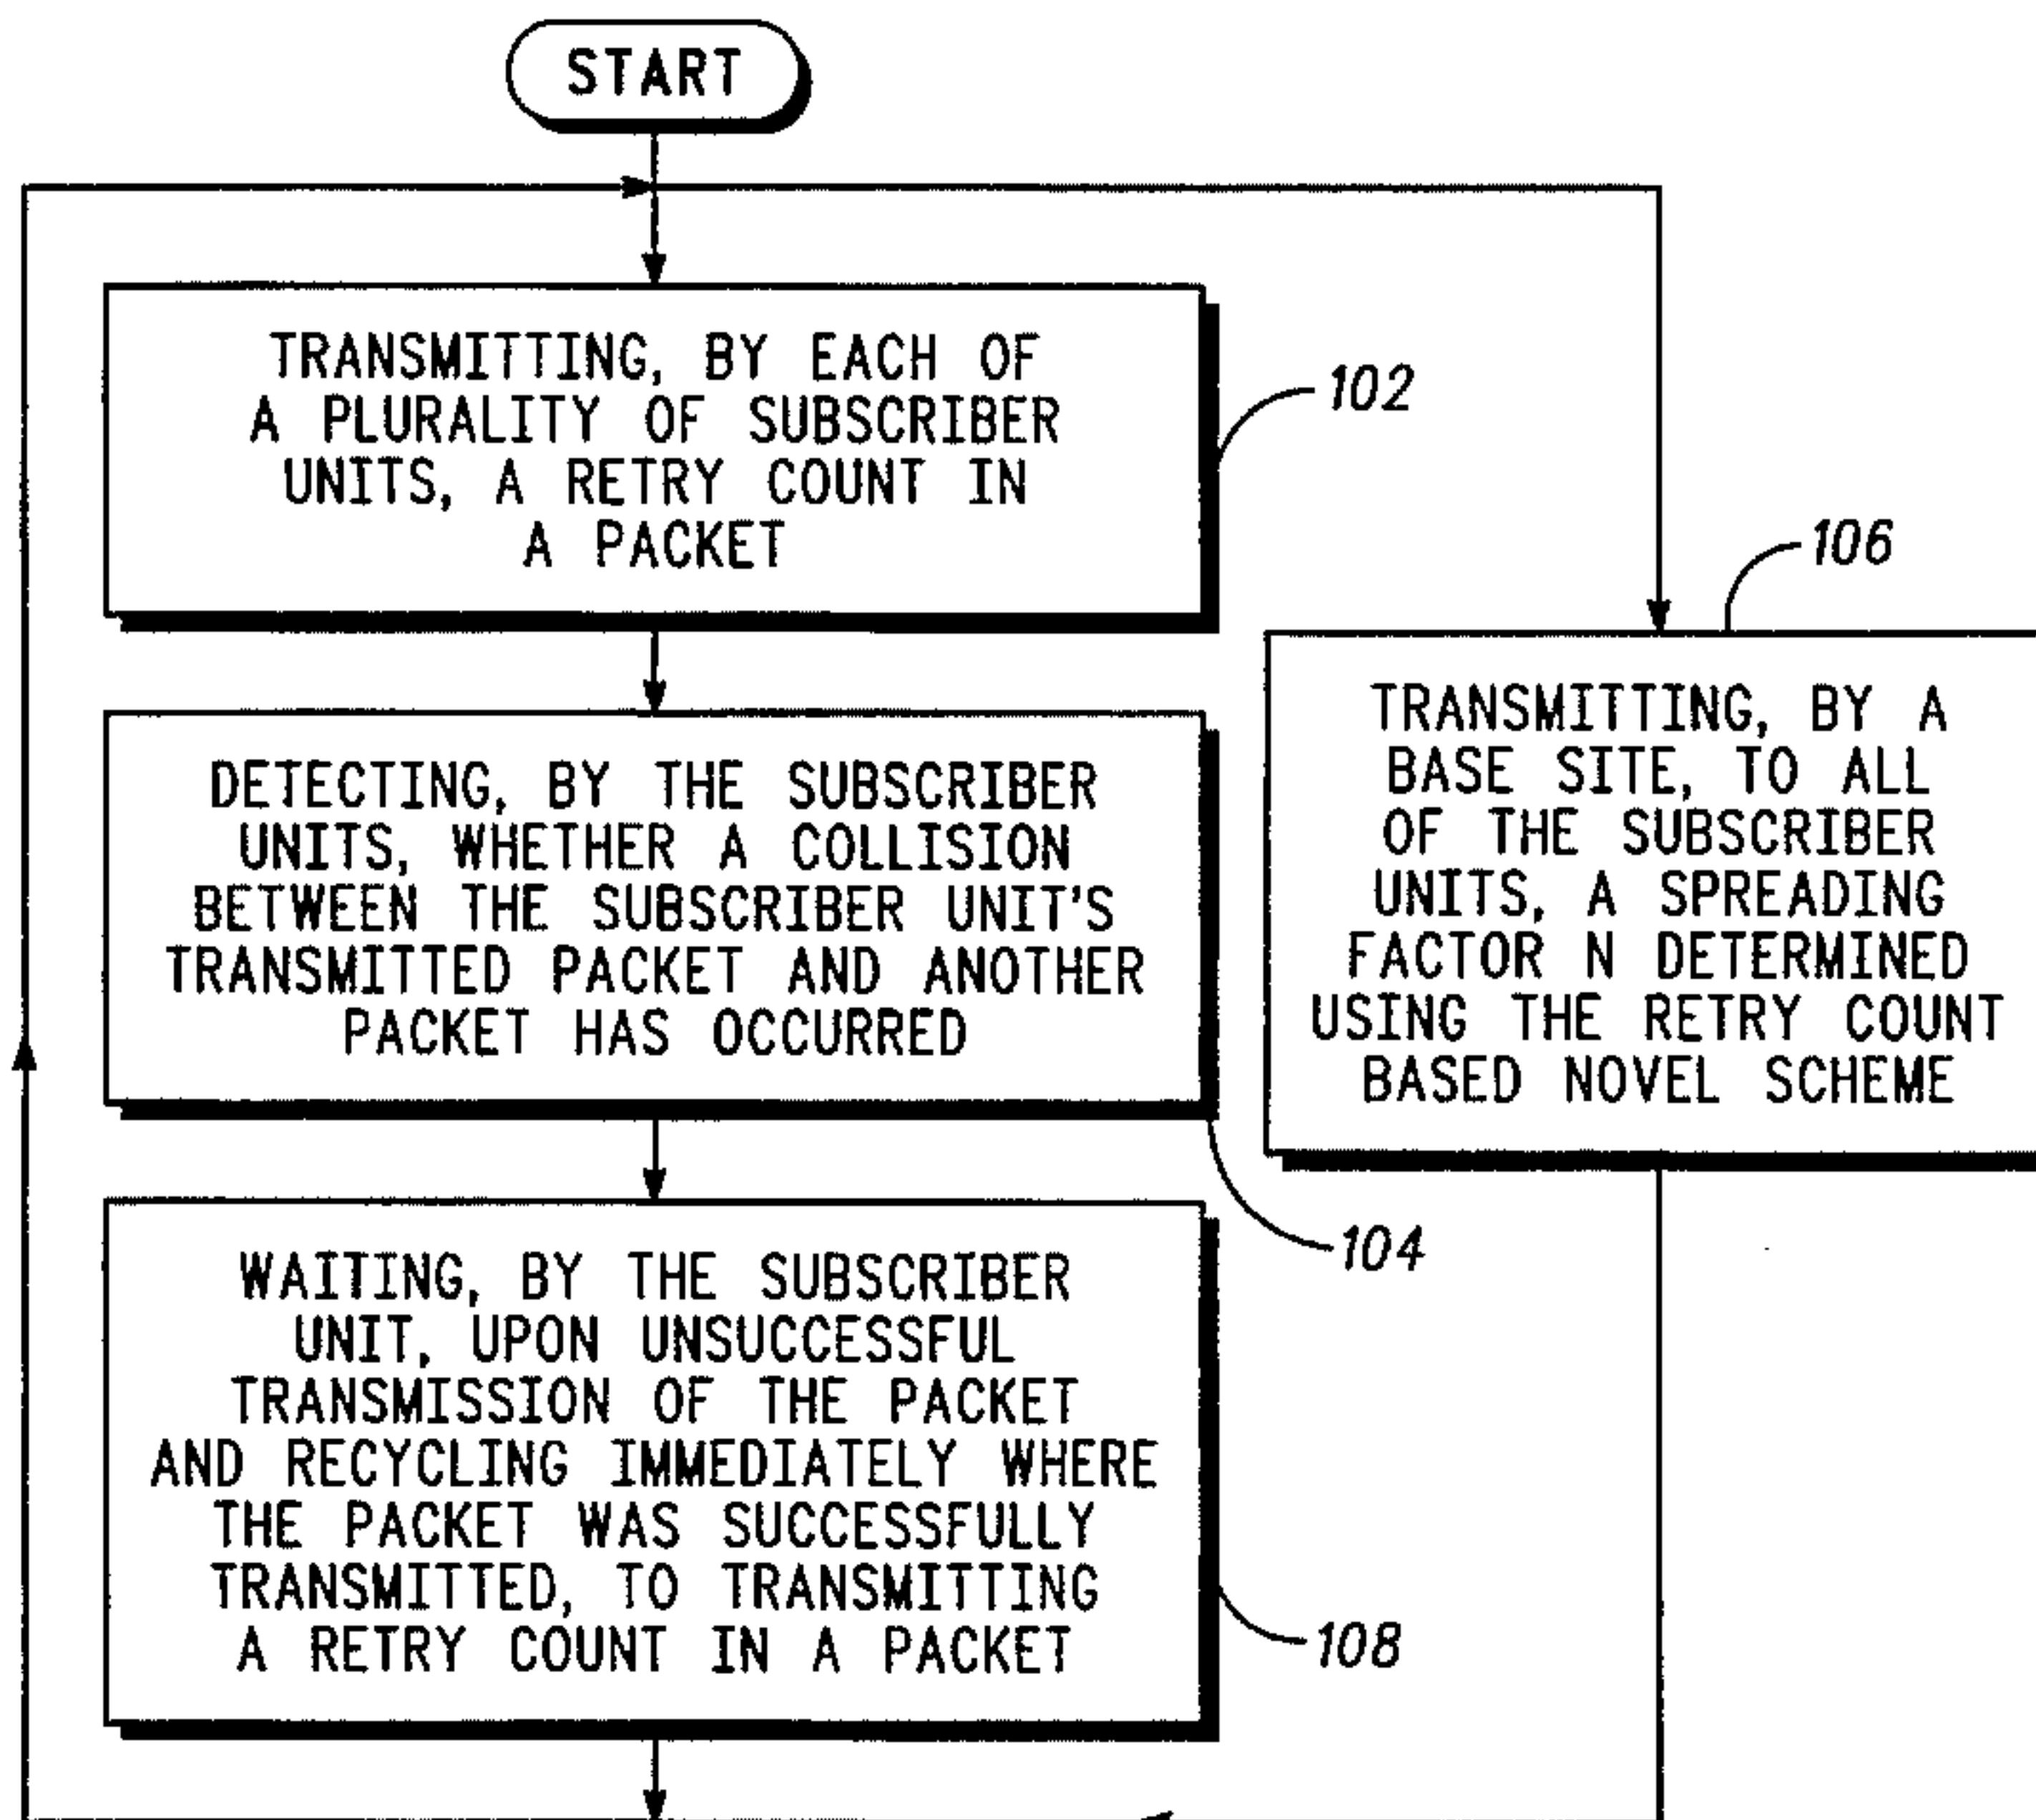 START
TRANSMITTING, BY EACH OF
A PLURALITY OF SUBSCRIBER
UNITS, A RETRY COUNT IN
A PACKET
102
DETECTING, BY THE SUBSCRIBER
UNITS, WHETHER A COLLISION
BETWEEN THE SUBSCRIBER UNIT'S
TRANSMITTED PACKET AND ANOTHER
PACKET HAS OCCURRED
104
106
TRANSMITTING, BY A
BASE SITE, TO ALL
OF THE SUBSCRIBER
UNITS, A SPREADING
FACTOR N DETERMINED
USING THE RETRY COUNT
BASED NOVEL SCHEME
WAITING, BY THE SUBSCRIBER
UNIT, UPON UNSUCCESSFUL
TRANSMISSION OF THE PACKET
AND RECYCLING IMMEDIATELY WHERE
THE PACKET WAS SUCCESSFULLY
TRANSMITTED, TO TRANSMITTING
A RETRY COUNT IN A PACKET
108